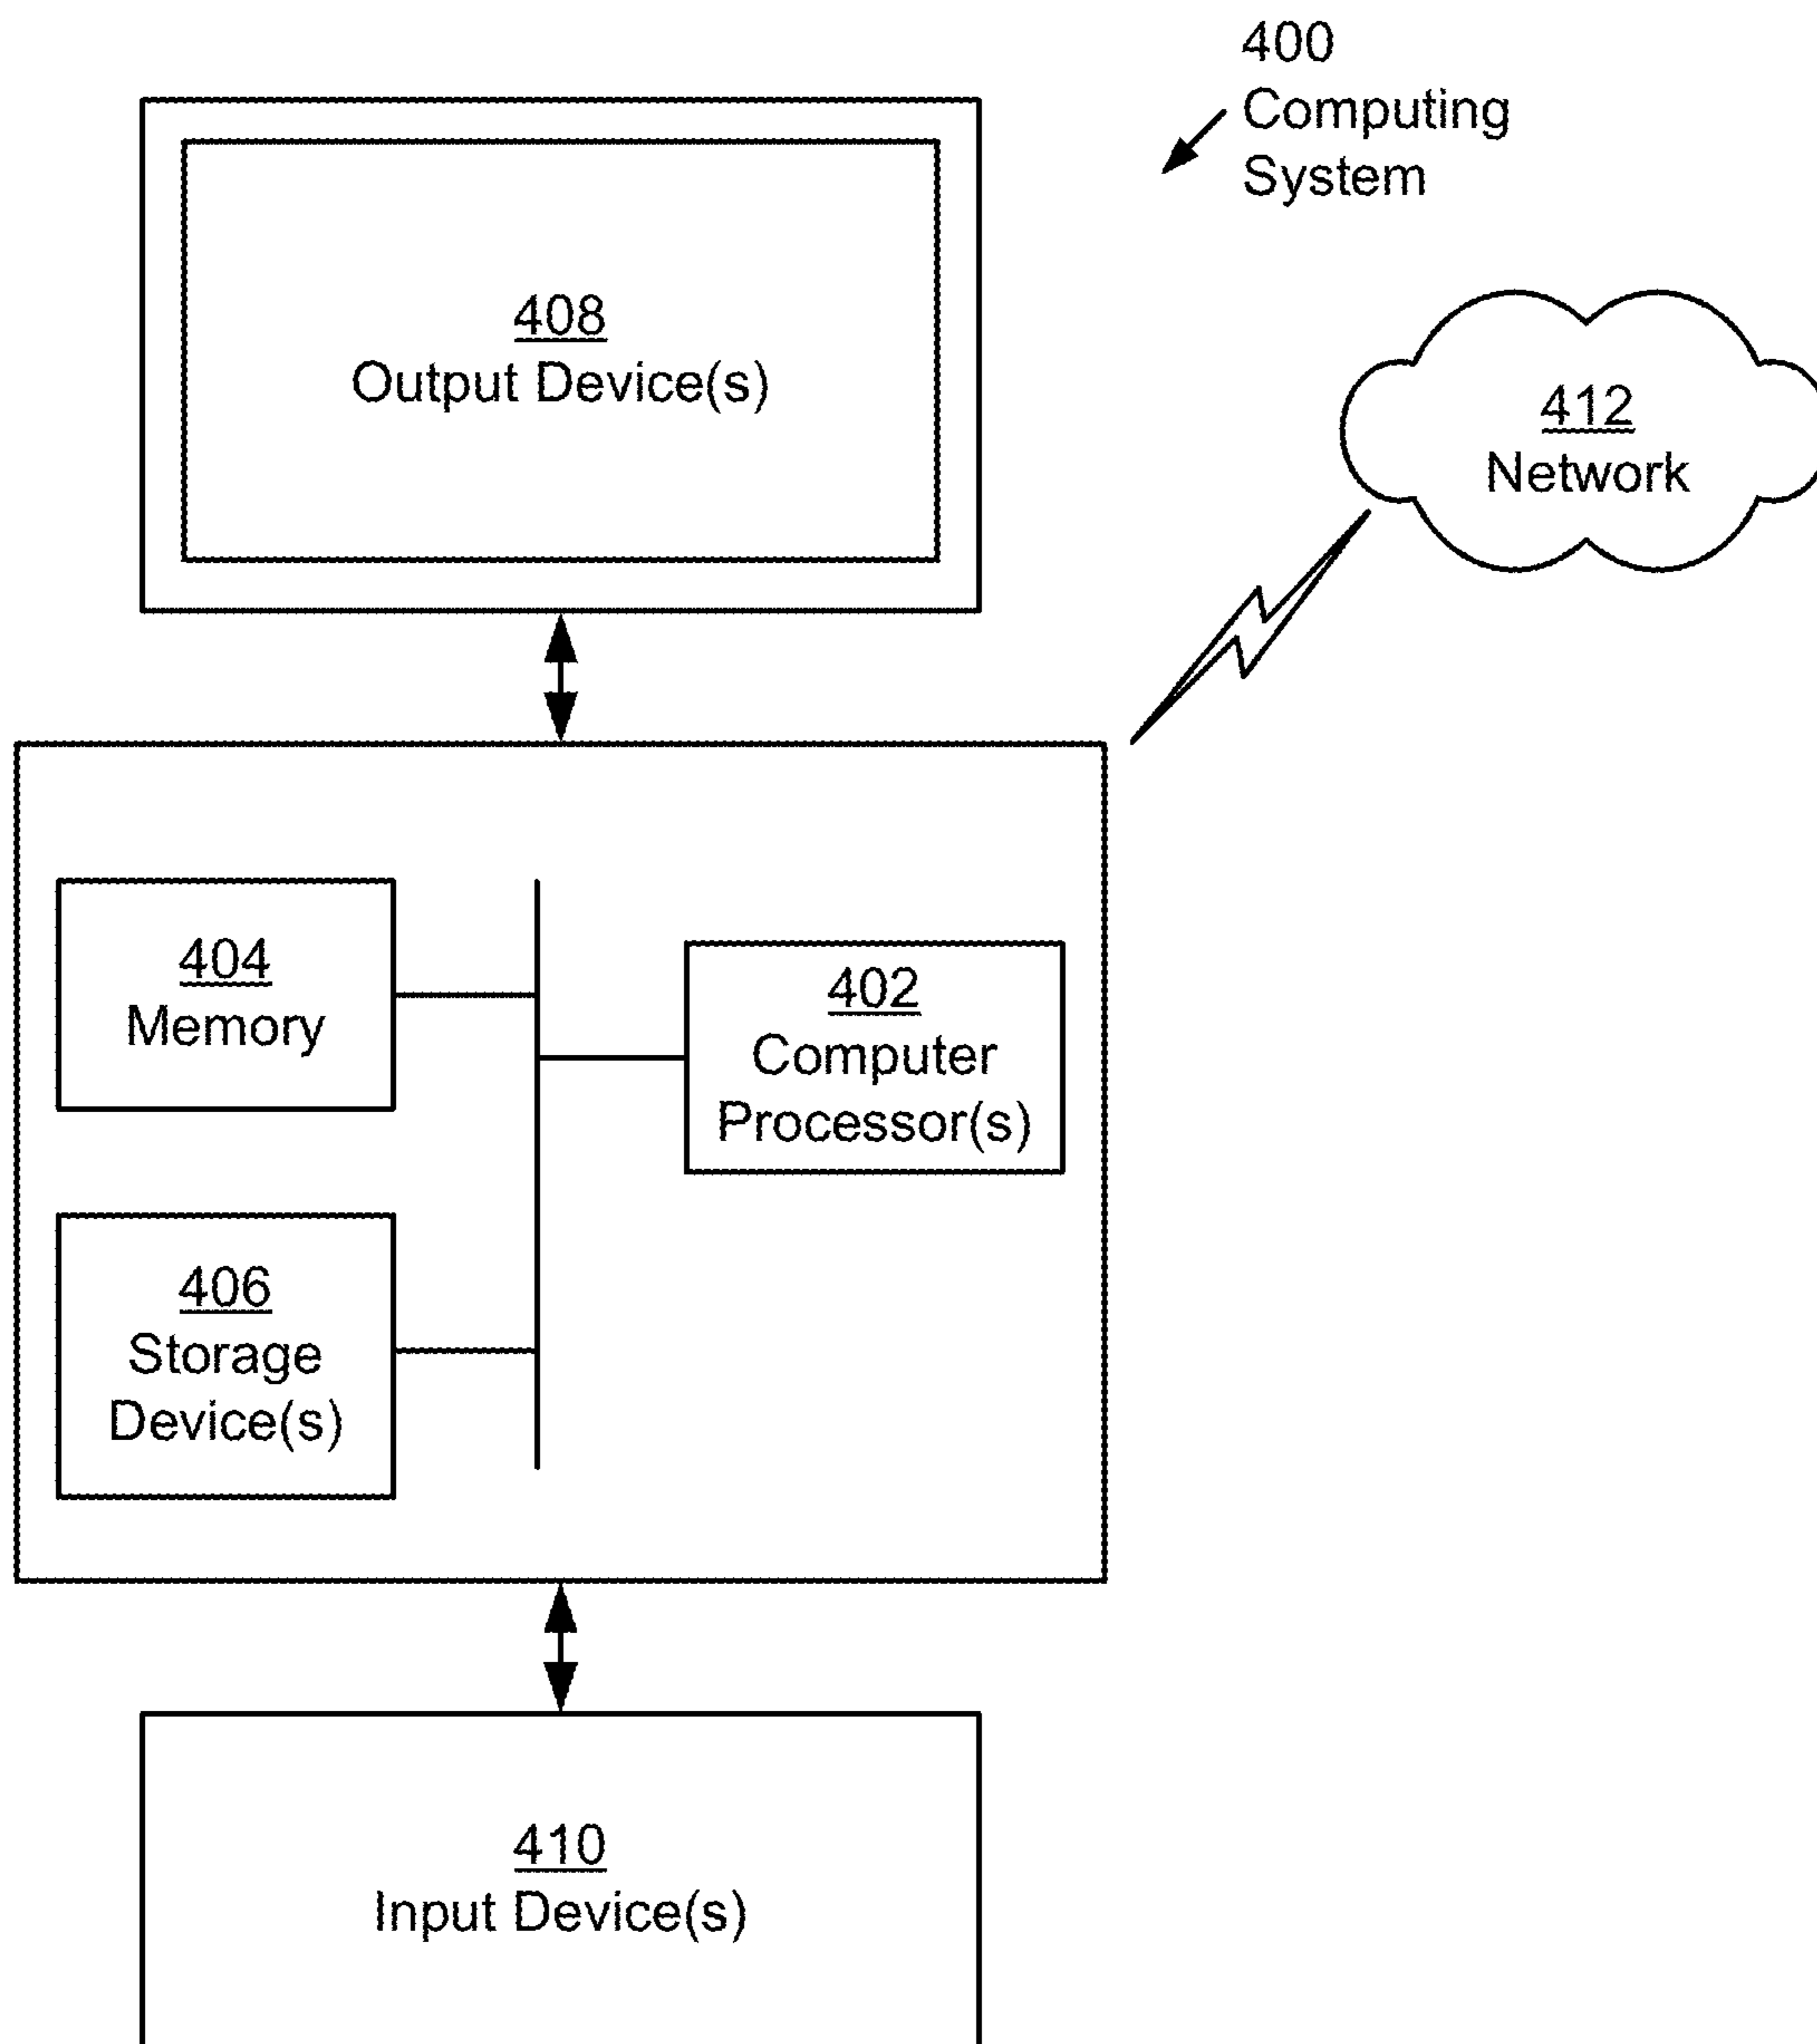 400
Computing
System
408
Output Device(s)
412
Network
404
Memory
402
Computer
Processor(s)
406
Storage
Device(s)
410
Input Device(s)